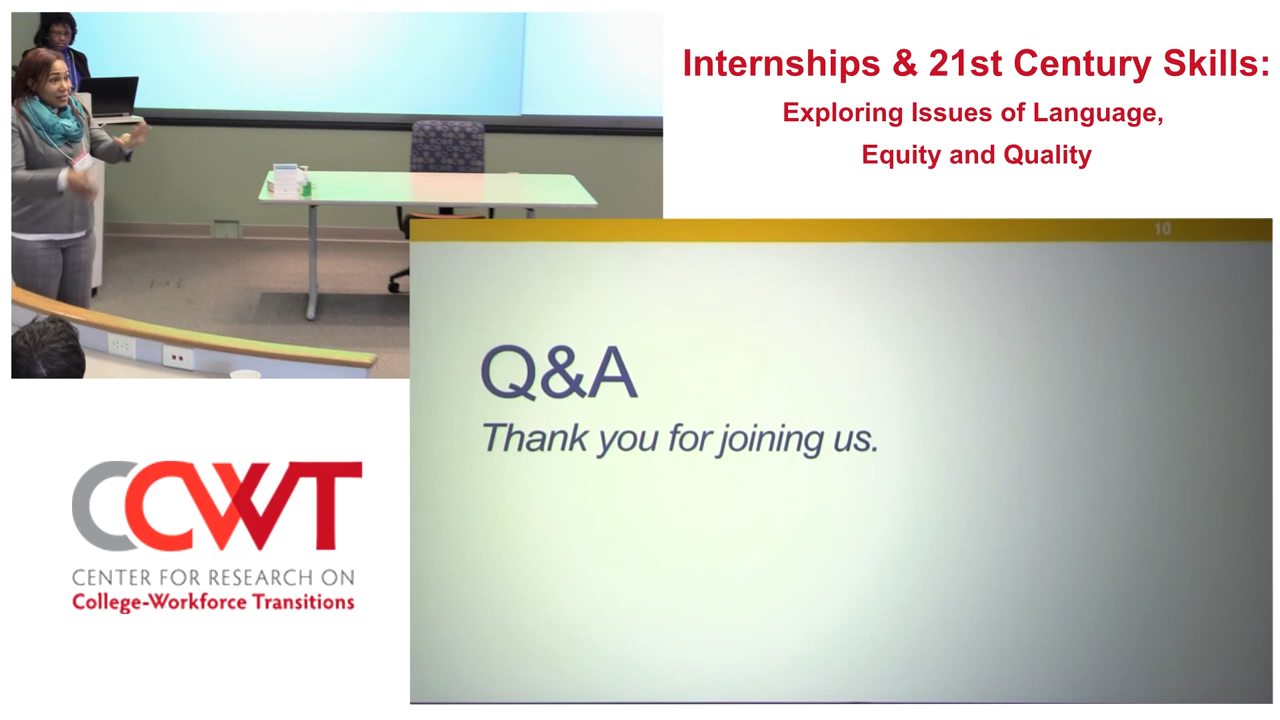 Internships & 21st Century Skills:
Exploring Issues of Language,
Equity and Quality
10
Q&A
Thank you for joining us.
CCWT
CENTER FOR RESEARCH ON
College-Workforce Transitions